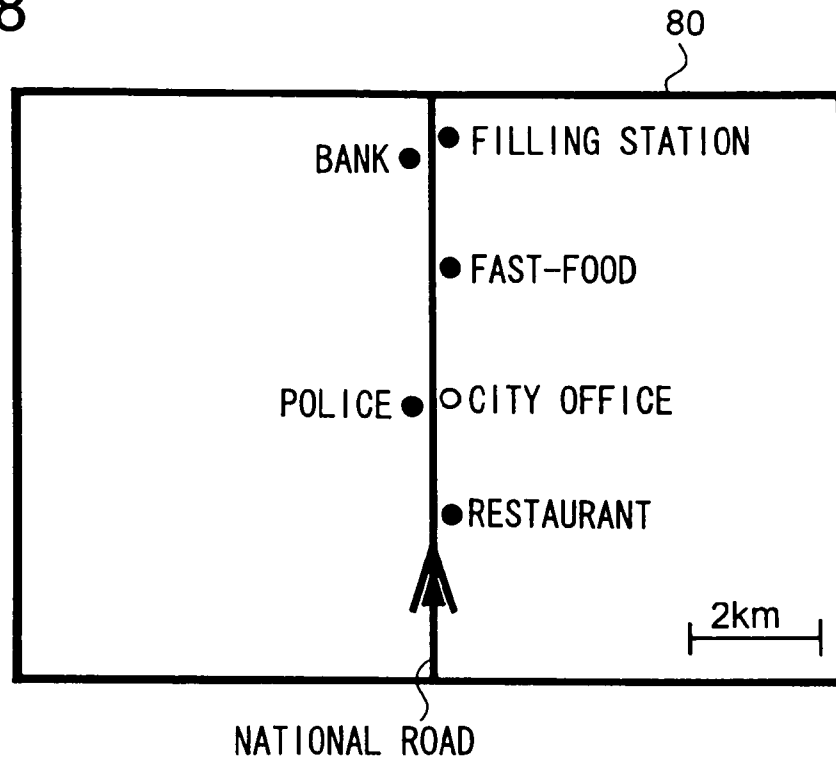 8
80
FILLING STATION
BANK
FAST-FOOD
POLICE
CITY OFFICE
RESTAURANT
2km
NATIONAL ROAD